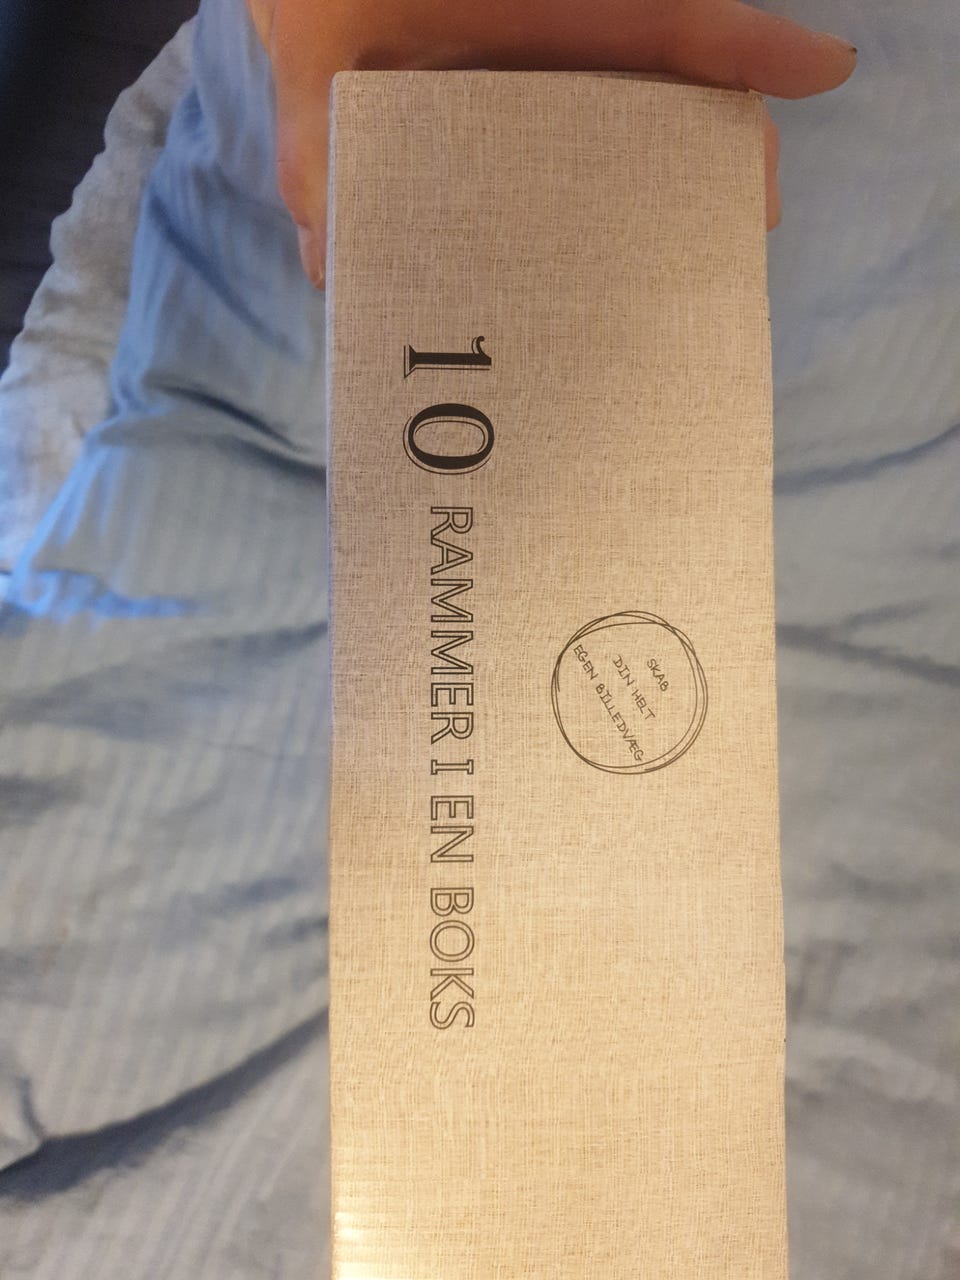 SKAB
DIN HELT
EGEN BILLEDVÆG
10 RAMMER I EN BOKS